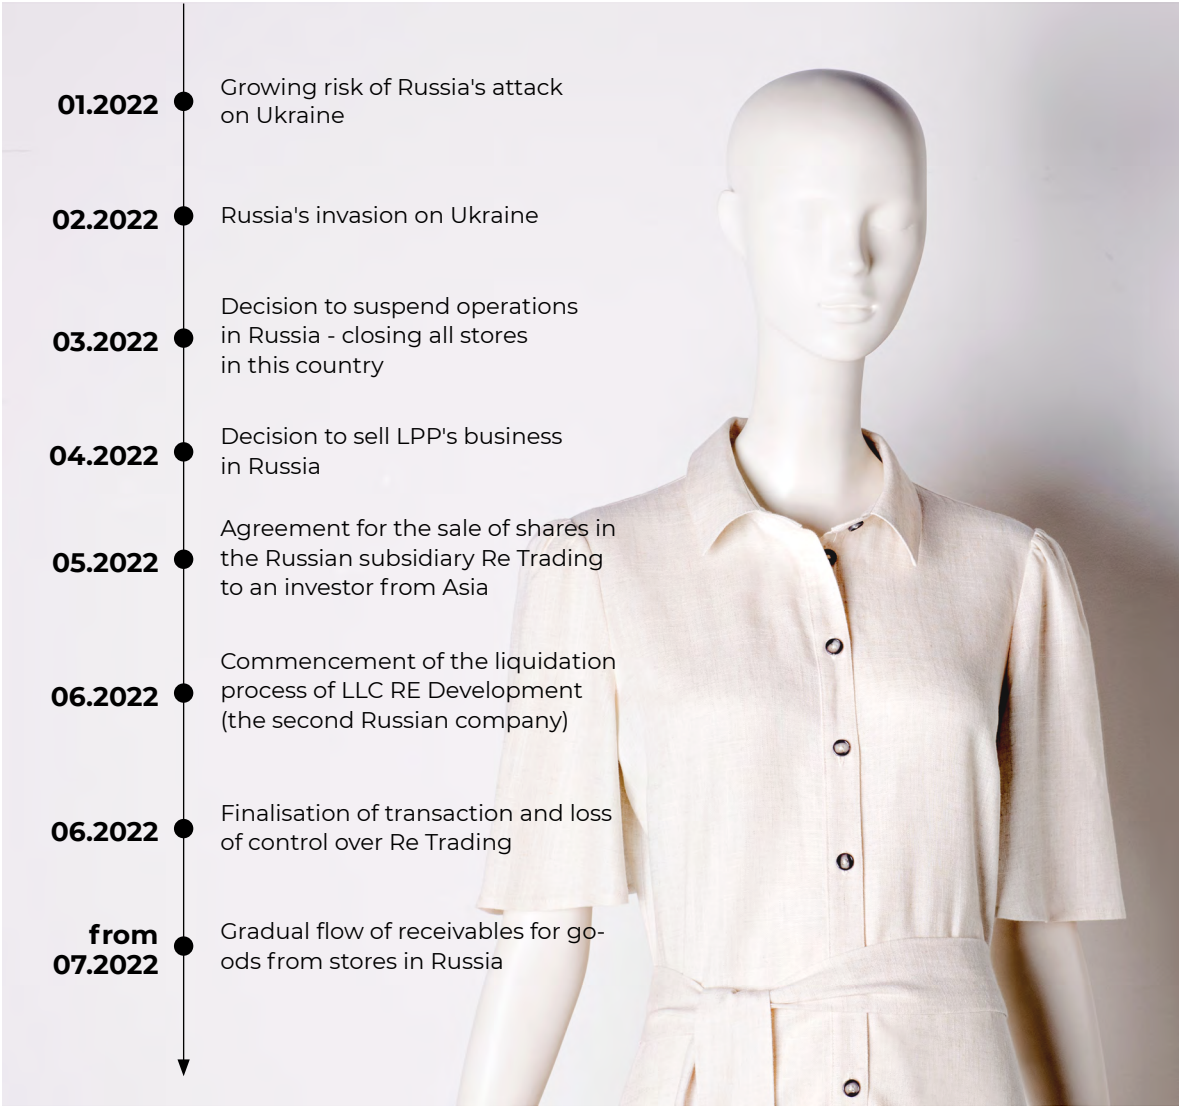 01.2022
Growing risk of Russia's attack
on Ukraine
02.2022
Russia's invasion on Ukraine
03.2022
Decision to suspend operations
in Russia - closing all stores
in this country
04.2022
Decision to sell LPP's business
in Russia
05.2022
Agreement for the sale of shares in
the Russian subsidiary Re Trading
to an investor from Asia
06.2022
Commencement of the liquidation
process of LLC RE Development
(the second Russian company)
06.2022
Finalisation of transaction and loss
of control over Re Trading
from
07.2022
Gradual flow of receivables for go-
ods from stores in Russia